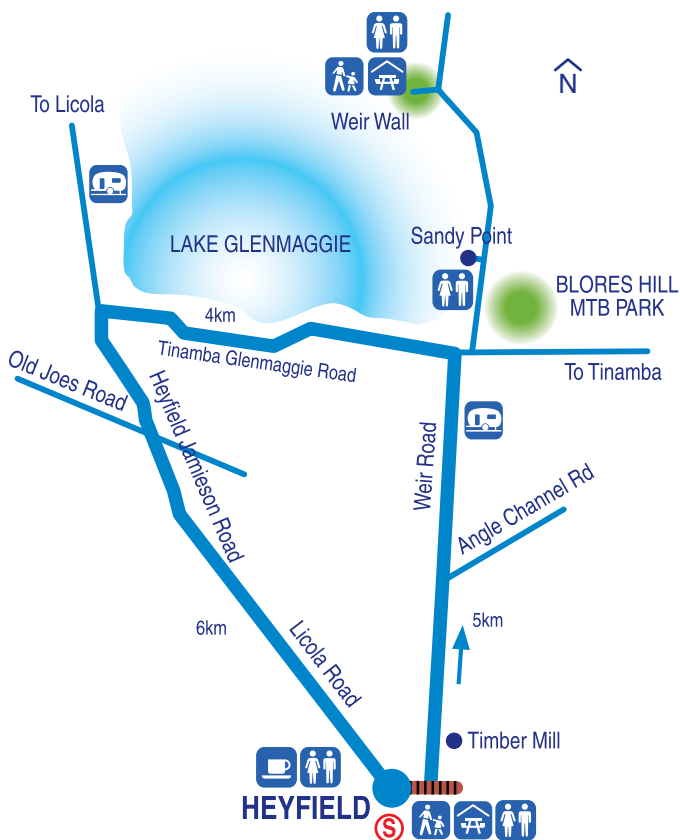 N
To Licola
Weir Wall
LAKE GLENMAGGIE
Sandy Point
BLORES HILL
MTB PARK
4km
Tinamba Glenmaggie Road
To Tinamba
Old Joes Road
Heyfield Jamieson Road
Weir Road
Angle Channel Rd
6km
5km
Licola Road
Timber Mill
HEYFIELD
S